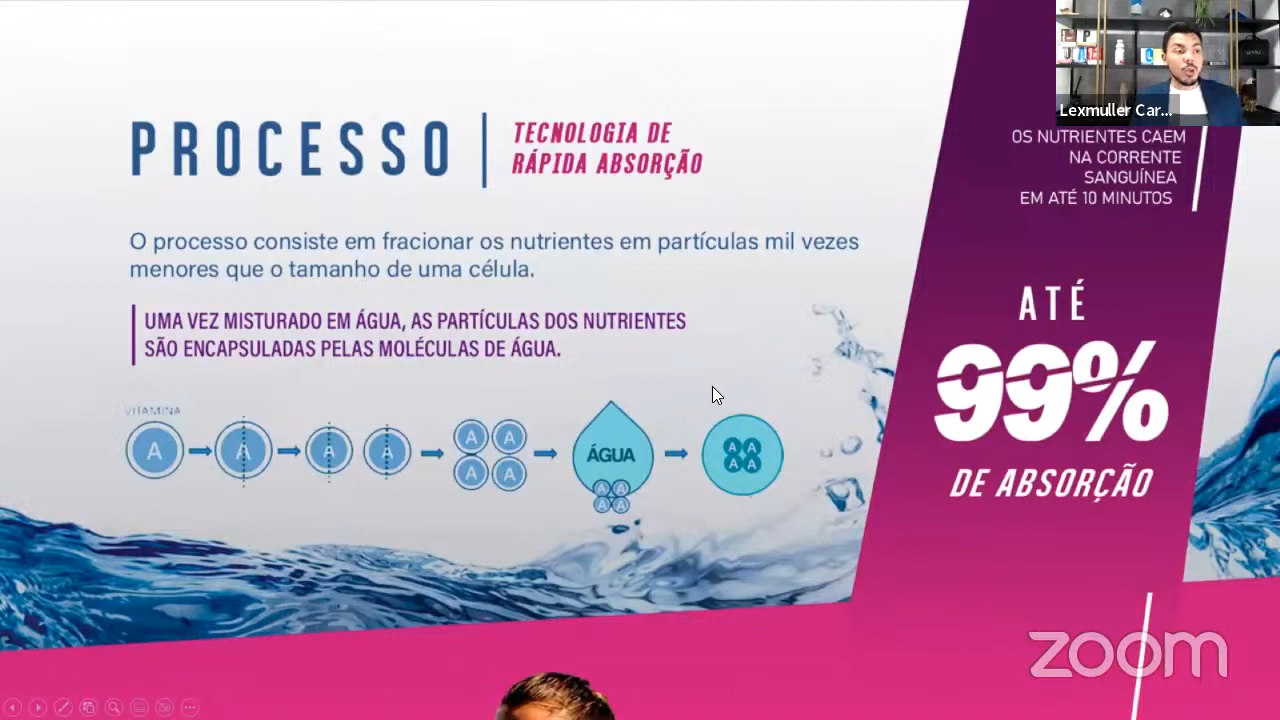 PROCESSO
TECNOLOGIA DE
RÁPIDA ABSORÇÃO
O processo consiste em fracionar os nutrientes em partículas mil vezes
menores que o tamanho de uma célula.
UMA VEZ MISTURADO EM ÁGUA, AS PARTÍCULAS DOS NUTRIENTES
SÃO ENCAPSULADAS PELAS MOLÉCULAS DE ÁGUA.
VITAMINA
A A A A A A ÁGUA A A
A A A A
A A
A A
Lexmuller Car...
OS NUTRIENTES CAEM
NA CORRENTE
SANGUÍNEA
EM ATÉ 10 MINUTOS
ATÉ
99%
DE ABSORÇÃO
zoom